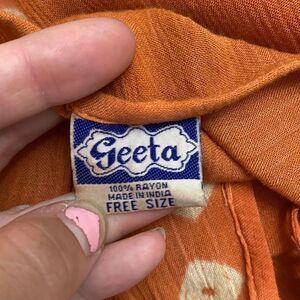 Geeta
100% RAYON
MADE IN INDIA
FREE SIZE